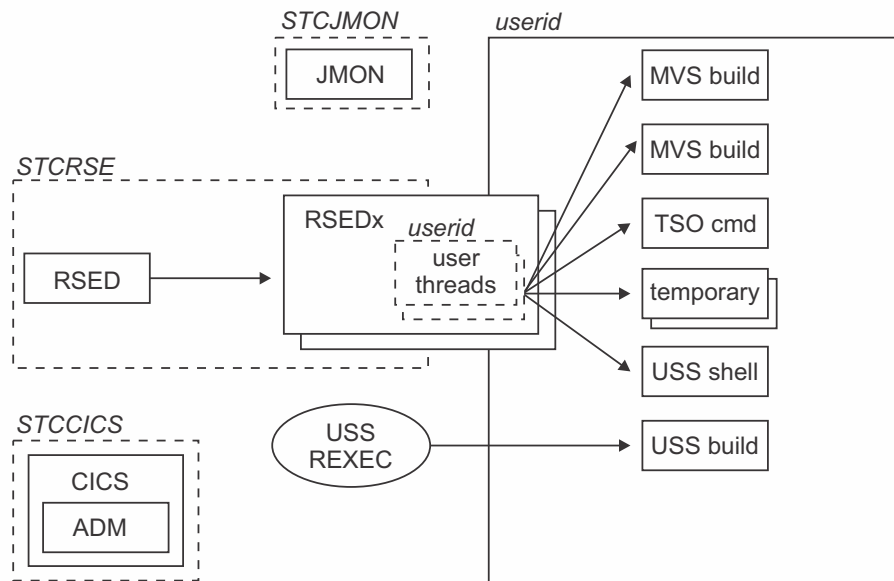 STCJMON
userid
JMON
MVS build
MVS build
STCRSE
RSEDx
userid
user
threads
TSO cmd
RSED
temporary
USS shell
STCCICS
USS
REXEC
USS build
CICS
ADM